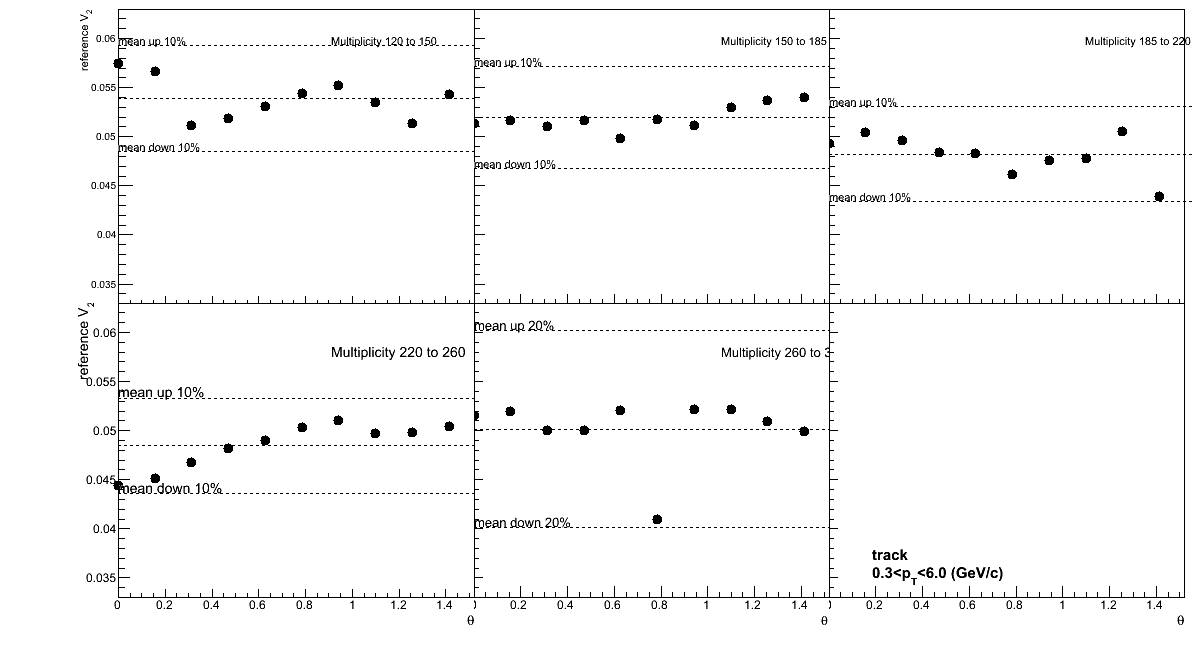 reference V2
0.06
0.055
0.05
0.045
0.04
0.035
mean up 10%
Multiplicity 120 to 150
mean down 10%
mean up 10%
Multiplicity 150 to 185
mean down 10%
mean up 10%
Multiplicity 185 to 220
mean down 10%
reference V2
0.06
0.055
0.05
0.045
0.04
0.035
mean up 10%
Multiplicity 220 to 260
mean down 10%
0 0.2 0.4 0.6 0.8 1 1.2 1.4
θ
mean up 20%
Multiplicity 260 to 3
mean down 20%
0.2 0.4 0.6 0.8 1 1.2 1.4
θ
track
0.3<pT<6.0 (GeV/c)
0.2 0.4 0.6 0.8 1 1.2 1.4
θ